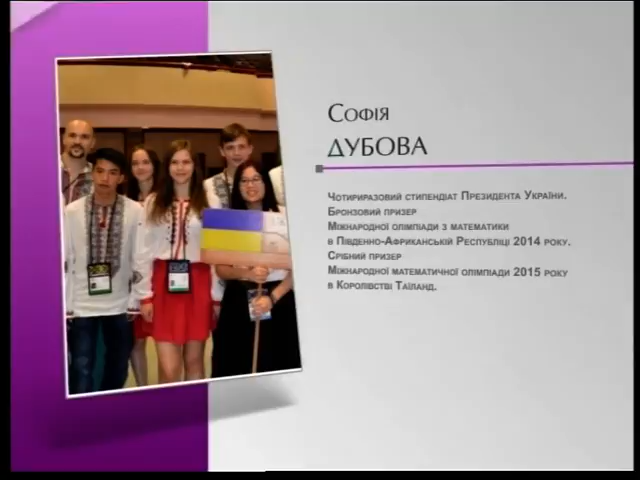 Софія
ДУБОВА
Чотириразовий стипендіат Президента України.
Бронзовий призер
Міжнародної олімпіади з математики
в Південно-Африканській Республіці 2014 року.
Срібний призер
Міжнародної математичної олімпіади 2015 року
в Королівстві Таїланд.